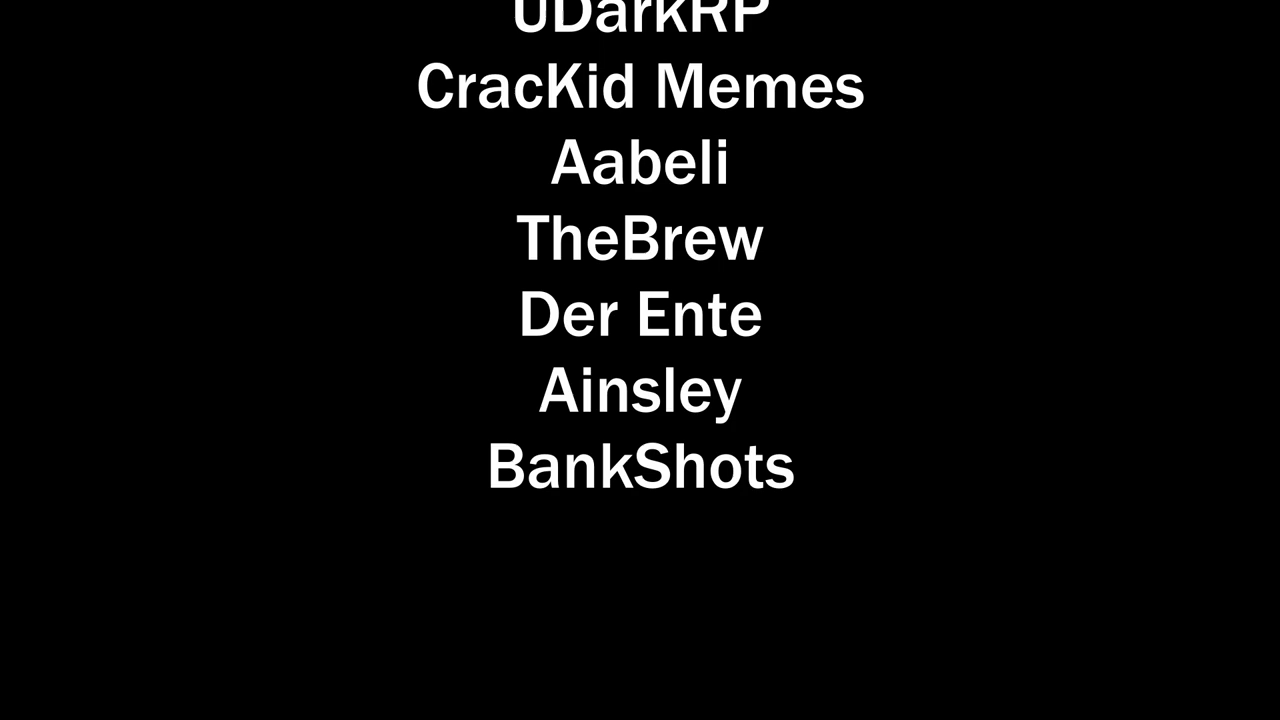 UDarkRP
CracKid Memes
Aabeli
TheBrew
Der Ente
Ainsley
BankShots